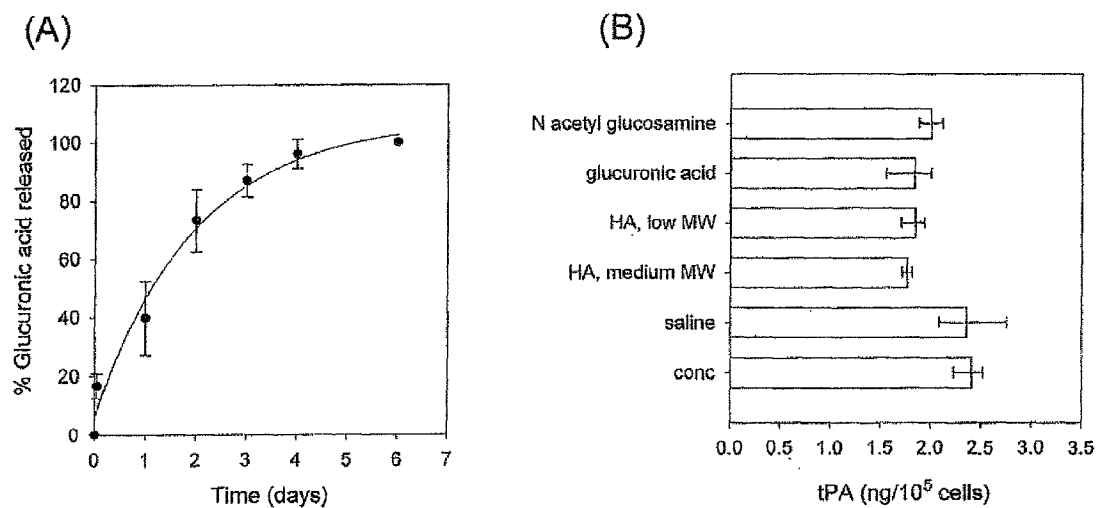 (A)
% Glucuronic acid released
120
100
80
60
40
20
0
0 1 2 3 4 5 6 7
Time (days)
(B)
N acetyl glucosamine
glucuronic acid
HA, low MW
HA, medium MW
saline
conc
0.0 0.5 1.0 1.5 2.0 2.5 3.0 3.5
tPA (ng/10⁵ cells)